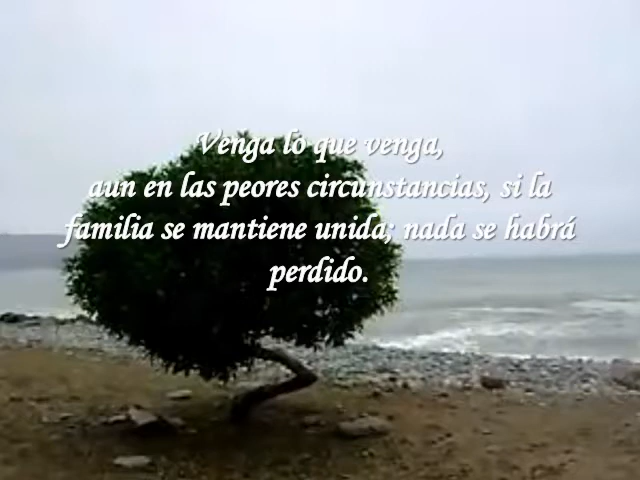 Venga lo que venga,
aun en las peores circunstancias, si la
familia se mantiene unida; nada se habrá
perdido.